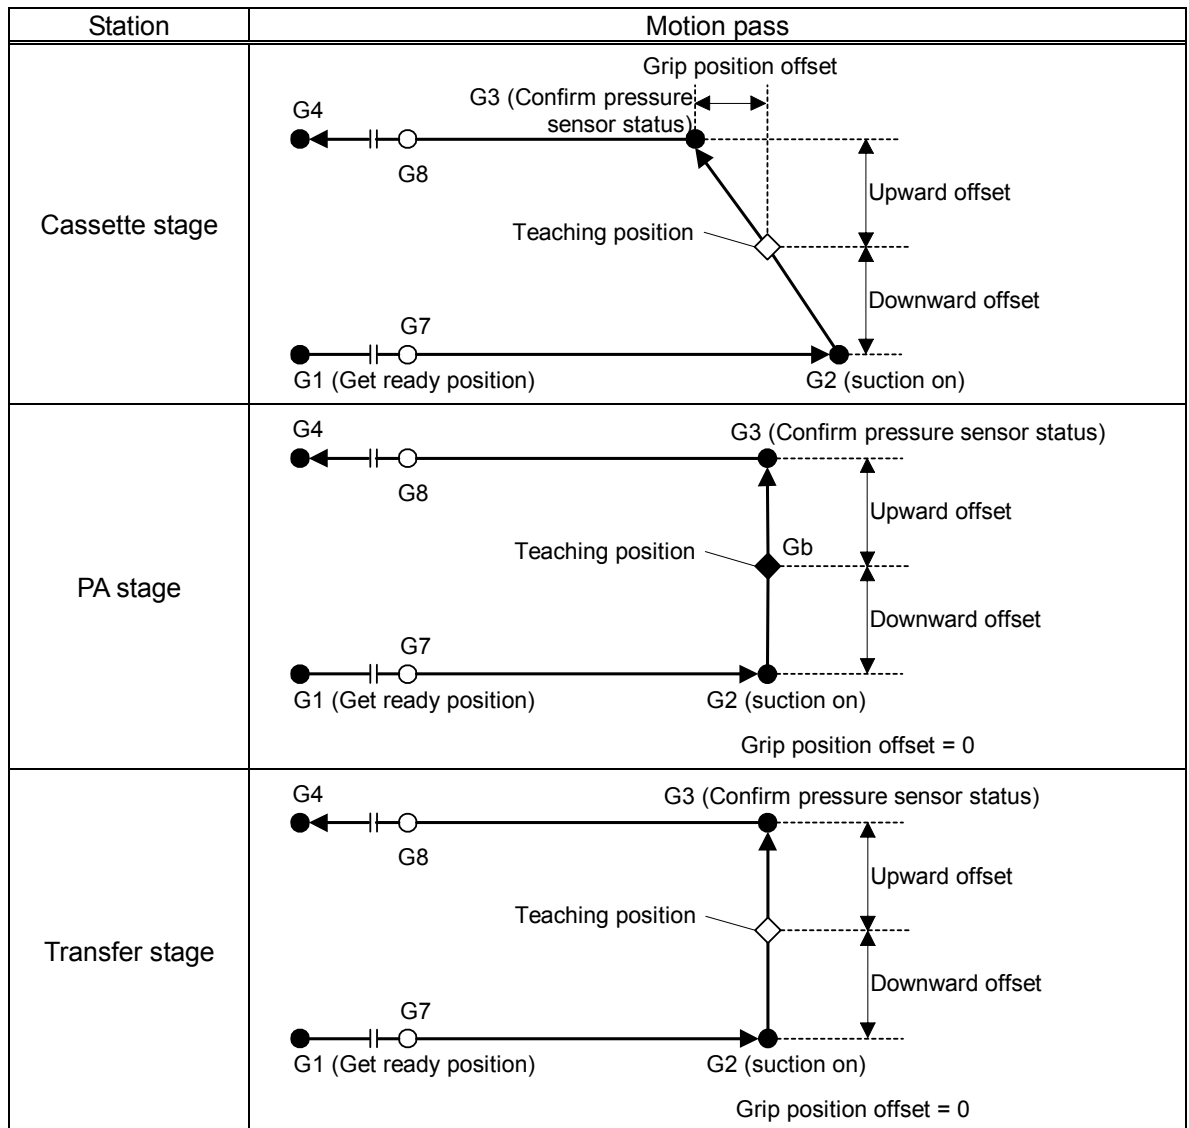 Station
Motion pass
Cassette stage
Grip position offset
G3 (Confirm pressure
sensor status)
G4
G8
Upward offset
Teaching position
Downward offset
G7
G1 (Get ready position)
G2 (suction on)
PA stage
G4
G3 (Confirm pressure sensor status)
G8
Upward offset
Teaching position
Gb
Downward offset
G7
G1 (Get ready position)
G2 (suction on)
Grip position offset = 0
Transfer stage
G4
G3 (Confirm pressure sensor status)
G8
Upward offset
Teaching position
Downward offset
G7
G1 (Get ready position)
G2 (suction on)
Grip position offset = 0